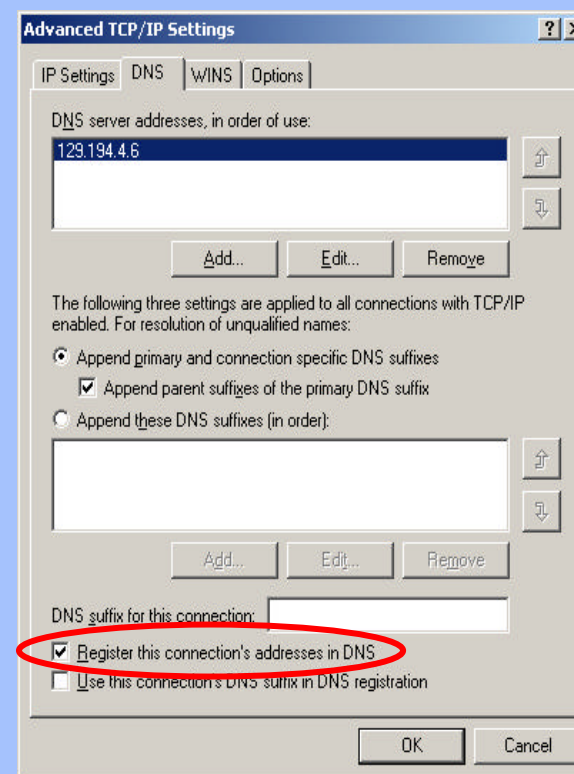 Advanced TCP/IP Settings
IP Settings DNS WINS Options
DNS server addresses, in order of use:
129.194.4.6
Add... Edit... Remove
The following three settings are applied to all connections with TCP/IP
enabled. For resolution of unqualified names:
Append primary and connection specific DNS suffixes
Append parent suffixes of the primary DNS suffix
Append these DNS suffixes (in order):
Add... Edit... Remove
DNS suffix for this connection:
Register this connection's addresses in DNS
Use this connection's DNS suffix in DNS registration
OK Cancel